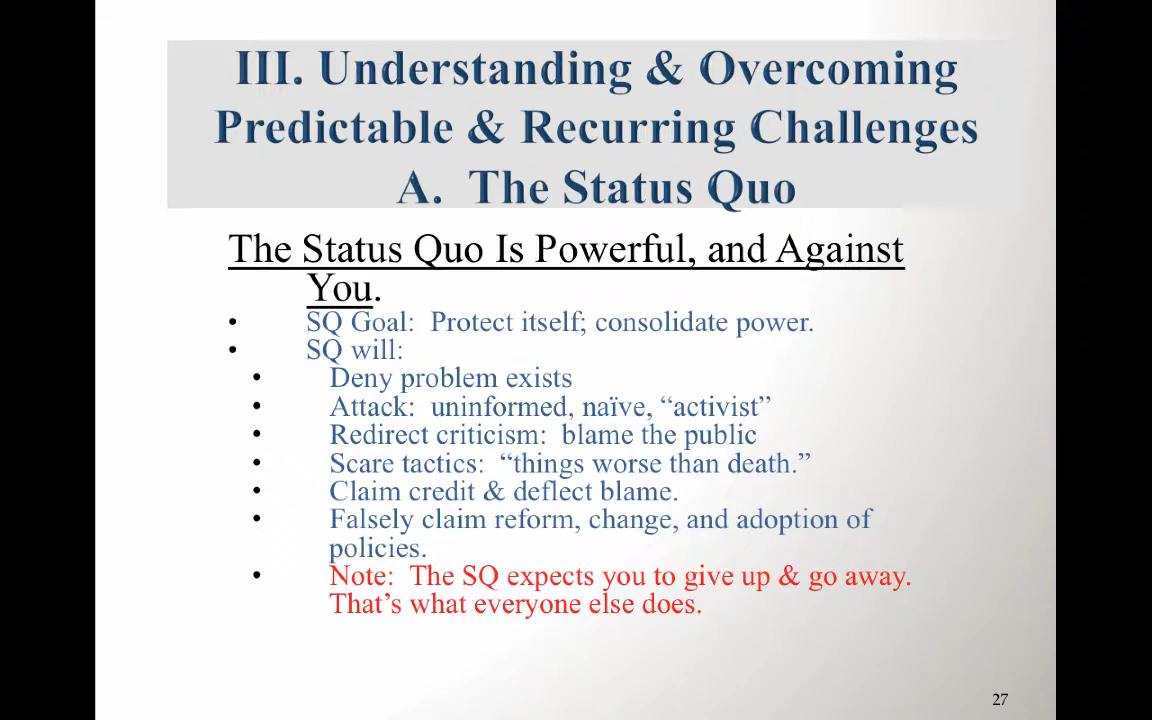 III. Understanding & Overcoming
Predictable & Recurring Challenges
A. The Status Quo
The Status Quo Is Powerful, and Against
You.
• SQ Goal: Protect itself; consolidate power.
• SQ will:
• Deny problem exists
• Attack: uninformed, naïve, “activist”
• Redirect criticism: blame the public
• Scare tactics: “things worse than death.”
• Claim credit & deflect blame.
• Falsely claim reform, change, and adoption of
policies.
• Note: The SQ expects you to give up & go away.
That’s what everyone else does.
27